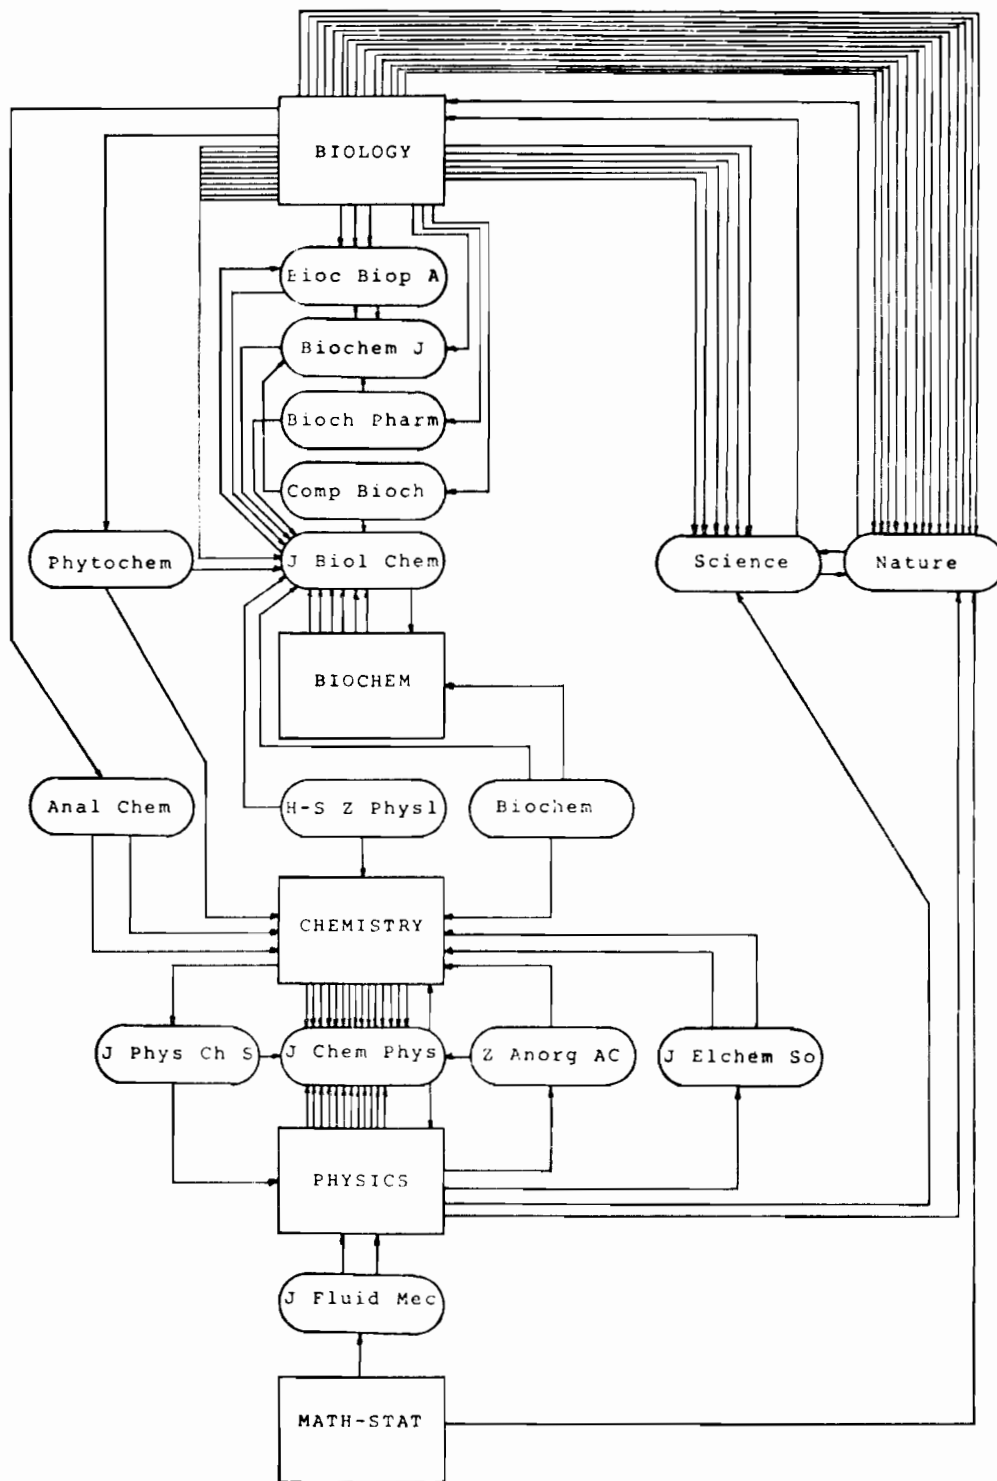 BIOLOGY
Bioc Biop A
Biochem J
Bioch Pharm
Comp Bioch
Phytochem
J Biol Chem
Science
Nature
BIOCHEM
Anal Chem
H-S Z Physl
Biochem
CHEMISTRY
J Phys Ch S
J Chem Phys
Z Anorg AC
J Elchem So
PHYSICS
J Fluid Mec
MATH-STAT